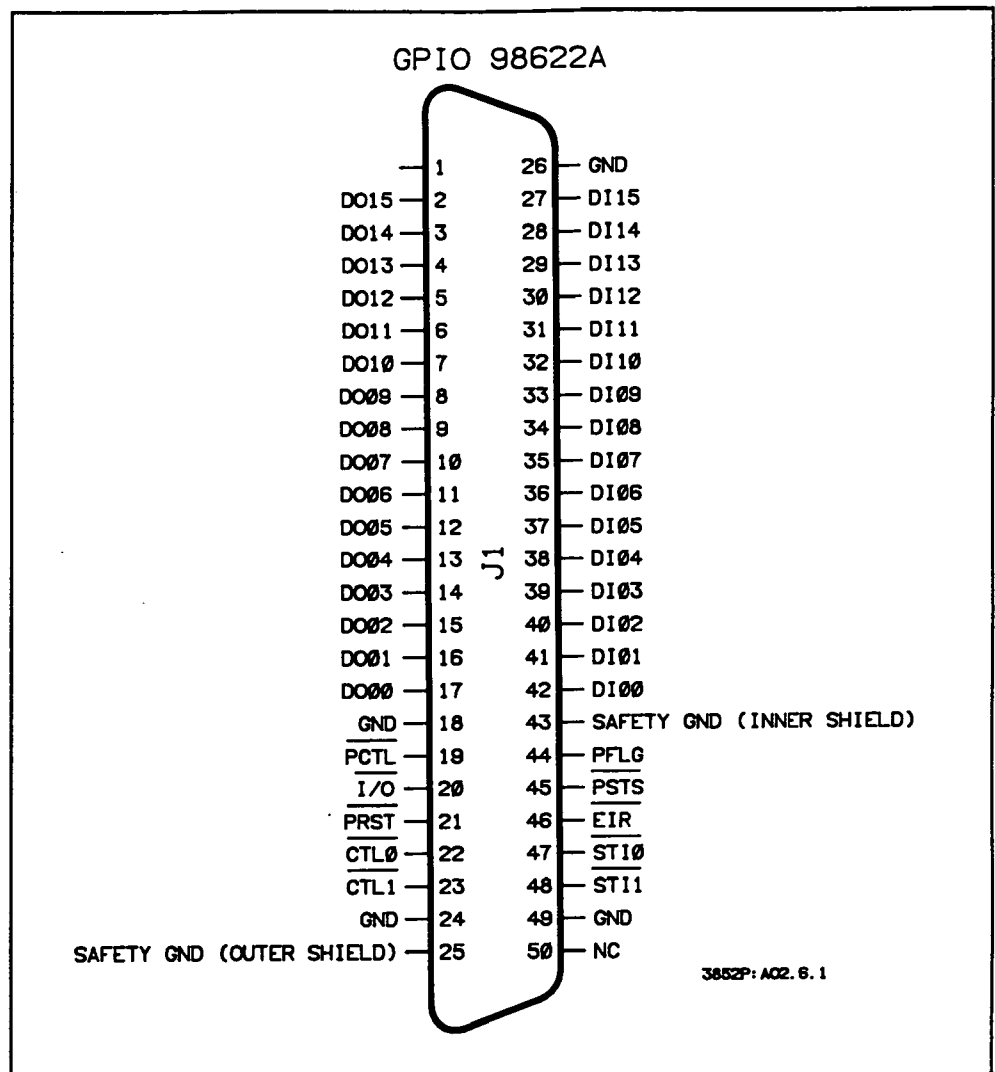 GPIO 98622A
1 26 GND
DO15 2 27 DI15
DO14 3 28 DI14
DO13 4 29 DI13
DO12 5 30 DI12
DO11 6 31 DI11
DO10 7 32 DI10
DO09 8 33 DI09
DO08 9 34 DI08
DO07 10 35 DI07
DO06 11 36 DI06
DO05 12 37 DI05
DO04 13 38 DI04
J1
DO03 14 39 DI03
DO02 15 40 DI02
DO01 16 41 DI01
DO00 17 42 DI00
GND 18 43 SAFETY GND (INNER SHIELD)
PCTL 19 44 PFLG
I/O 20 45 PSTS
PRST 21 46 EIR
CTL0 22 47 STI0
CTL1 23 48 STI1
GND 24 49 GND
SAFETY GND (OUTER SHIELD) 25 50 NC
3852P: A02.6.1